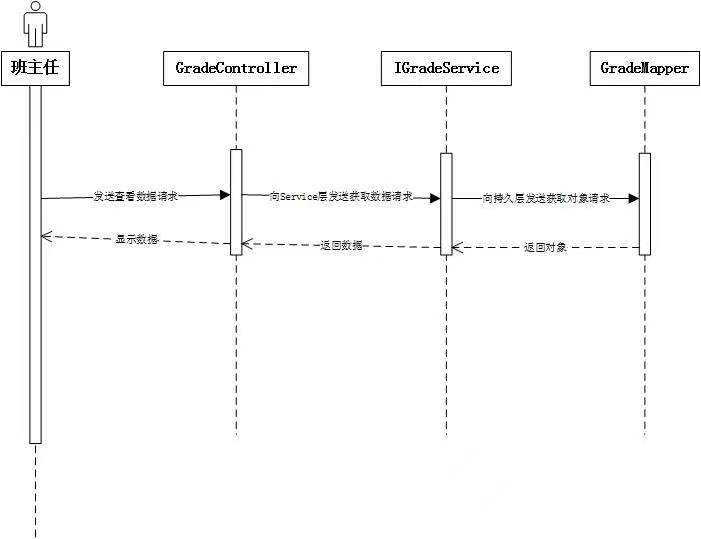 班主任
GradeController
IGradeService
GradeMapper
发送查看数据请求
向Service层发送获取数据请求
向持久层发送获取对象请求
显示数据
返回数据
返回对象